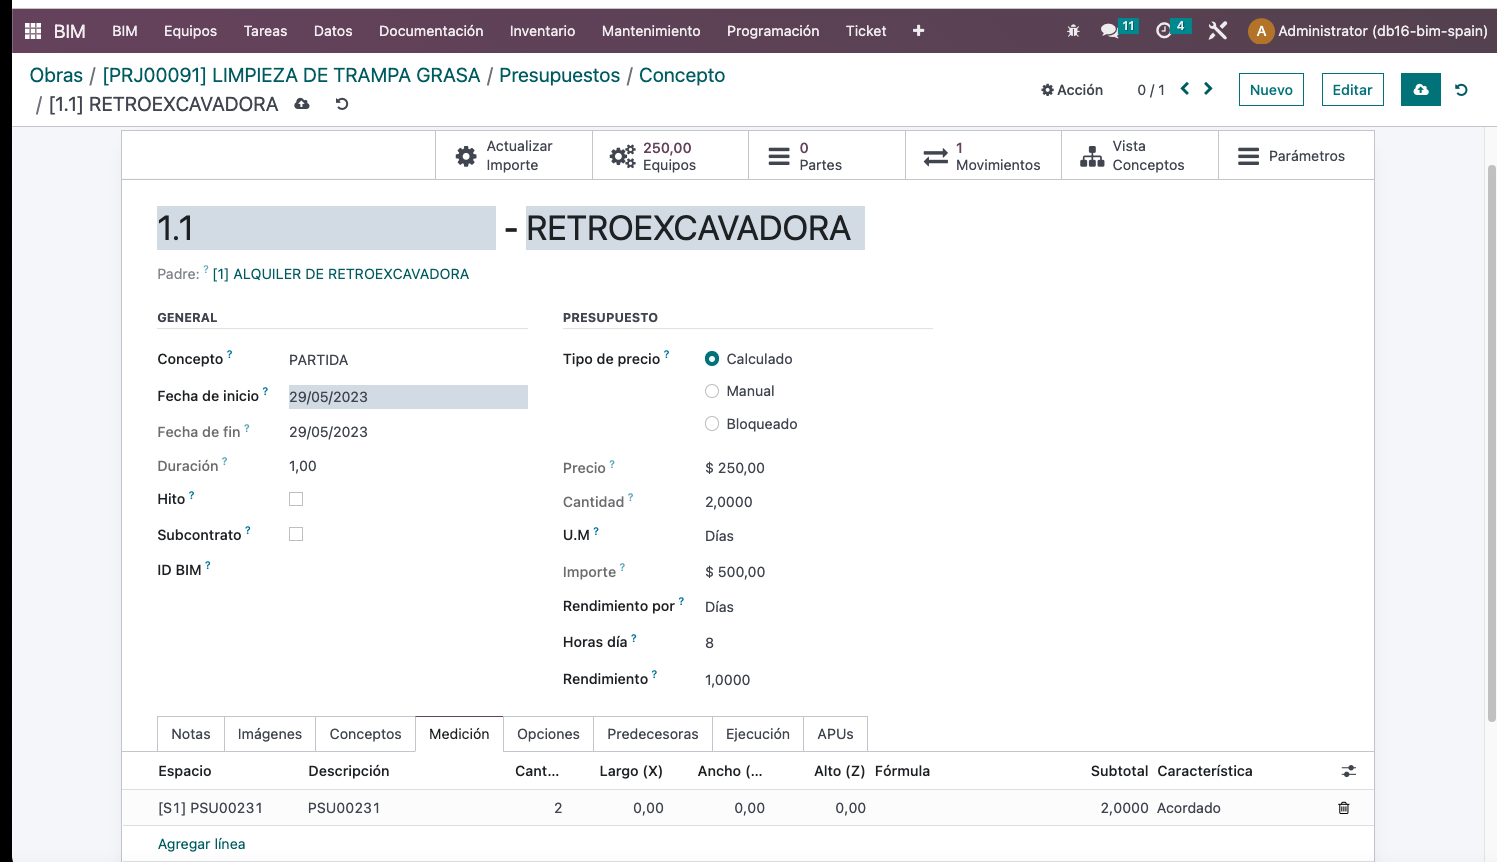 BIM BIM Equipos Tareas Datos Documentación Inventario Mantenimiento Programación Ticket + 11 4 A Administrator (db16-bim-spain)
Obras / [PRJ00091] LIMPIEZA DE TRAMPA GRASA / Presupuestos / Concepto
/ [1.1] RETROEXCAVADORA
Acción 0 / 1 Nuevo Editar
Actualizar Importe
250,00 Equipos
0 Partes
1 Movimientos
Vista Conceptos
Parámetros
1.1 - RETROEXCAVADORA
Padre: ? [1] ALQUILER DE RETROEXCAVADORA
GENERAL
Concepto ? PARTIDA
Fecha de inicio ? 29/05/2023
Fecha de fin ? 29/05/2023
Duración ? 1,00
Hito ?
Subcontrato ?
ID BIM ?
PRESUPUESTO
Tipo de precio ? Calculado
Manual
Bloqueado
Precio ? $ 250,00
Cantidad ? 2,0000
U.M ? Días
Importe ? $ 500,00
Rendimiento por ? Días
Horas día ? 8
Rendimiento ? 1,0000
Notas Imágenes Conceptos Medición Opciones Predecesoras Ejecución APUs
Espacio Descripción Cant... Largo (X) Ancho (... Alto (Z) Fórmula Subtotal Característica
[S1] PSU00231 PSU00231 2 0,00 0,00 0,00 2,0000 Acordado
Agregar línea